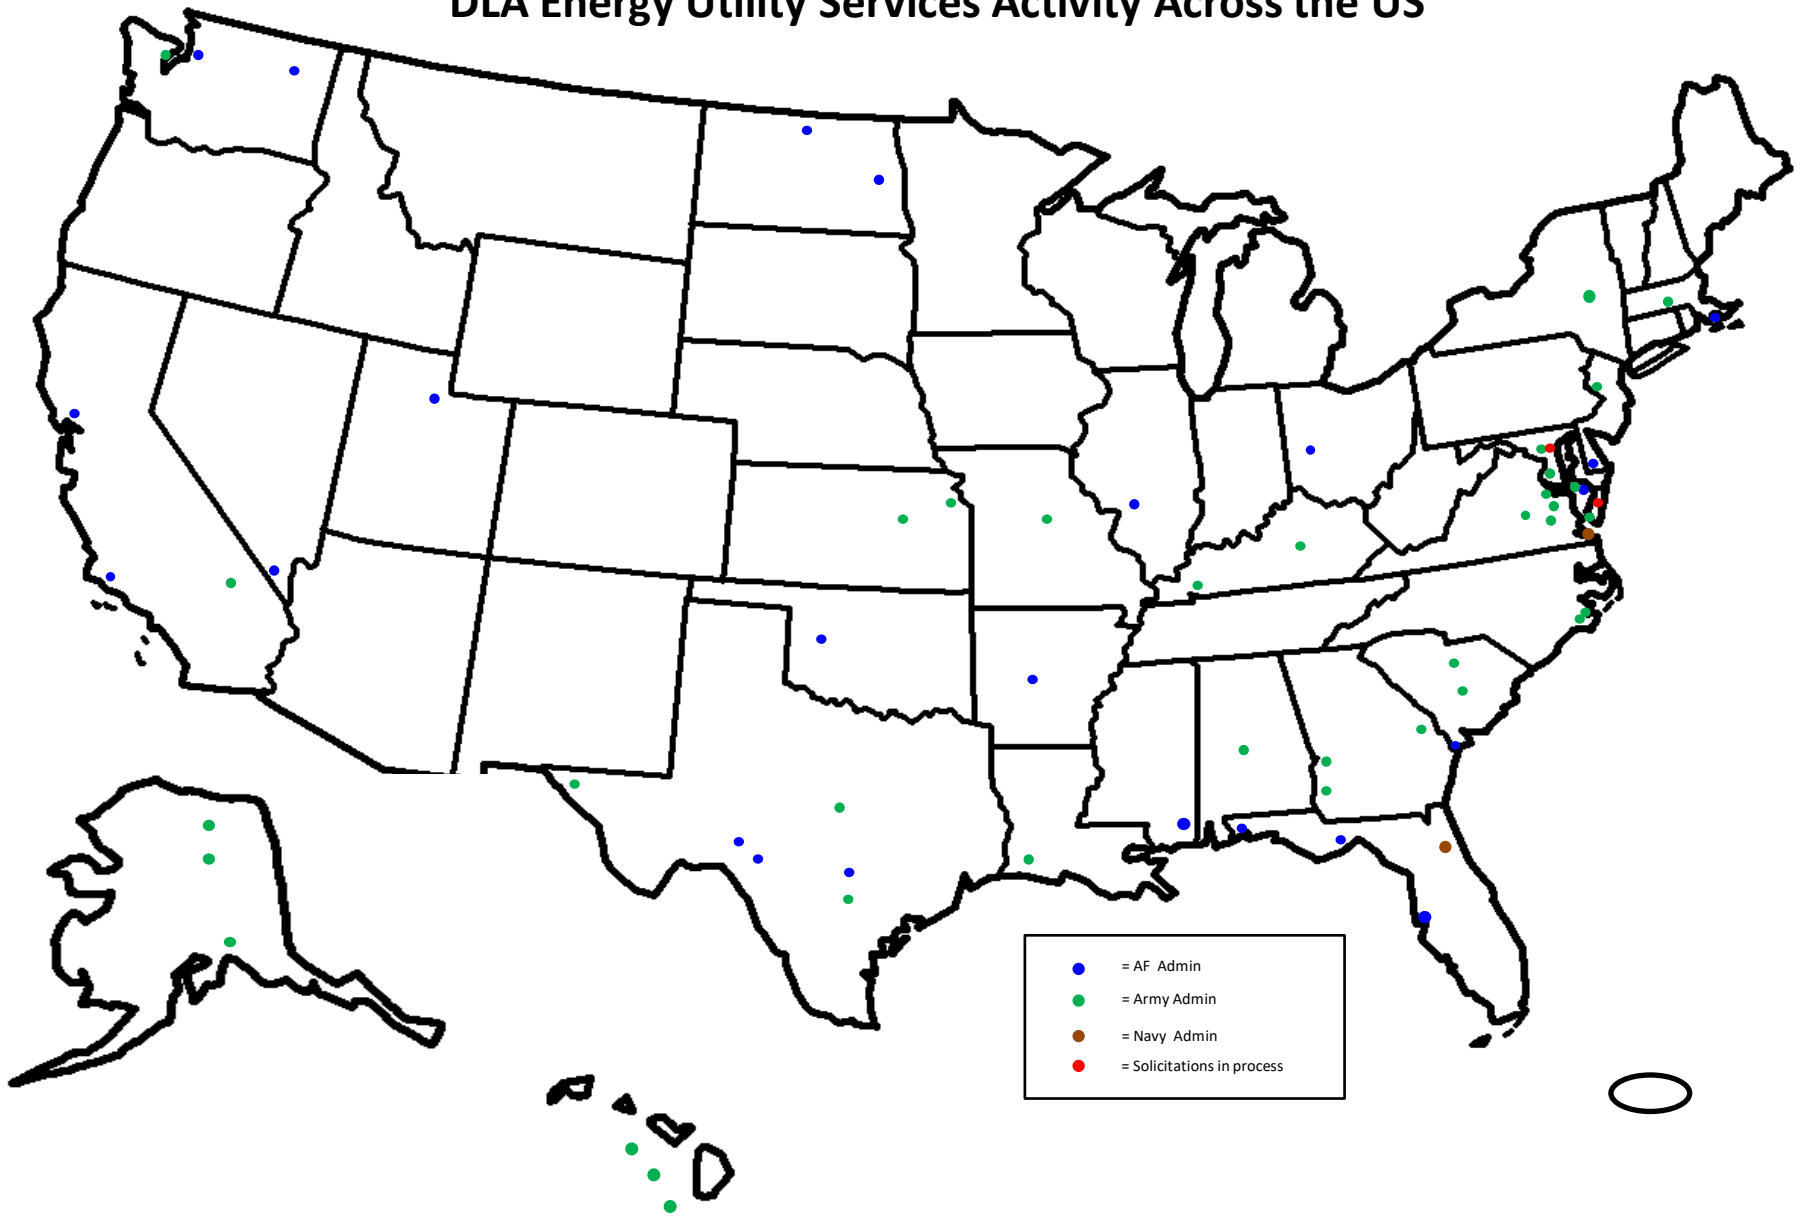 DLA Energy Utility Services Activity Across the US
= AF Admin
= Army Admin
= Navy Admin
= Solicitations in process